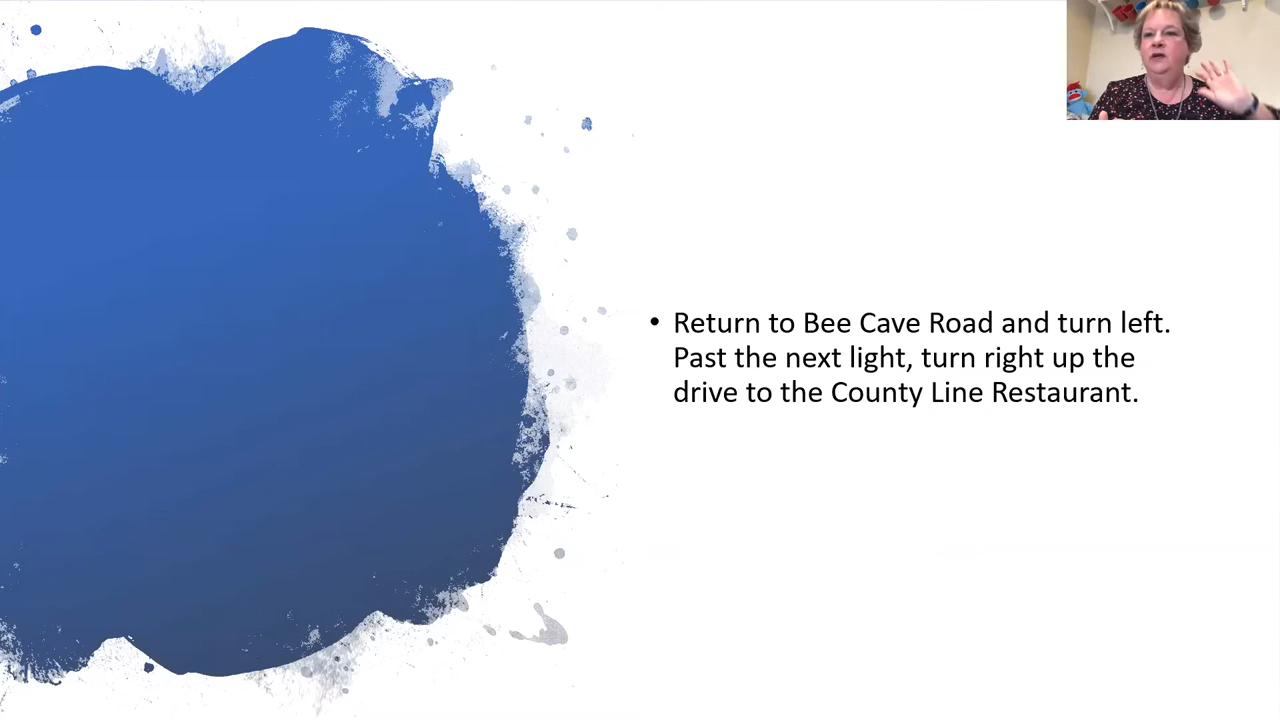 • Return to Bee Cave Road and turn left.
Past the next light, turn right up the
drive to the County Line Restaurant.